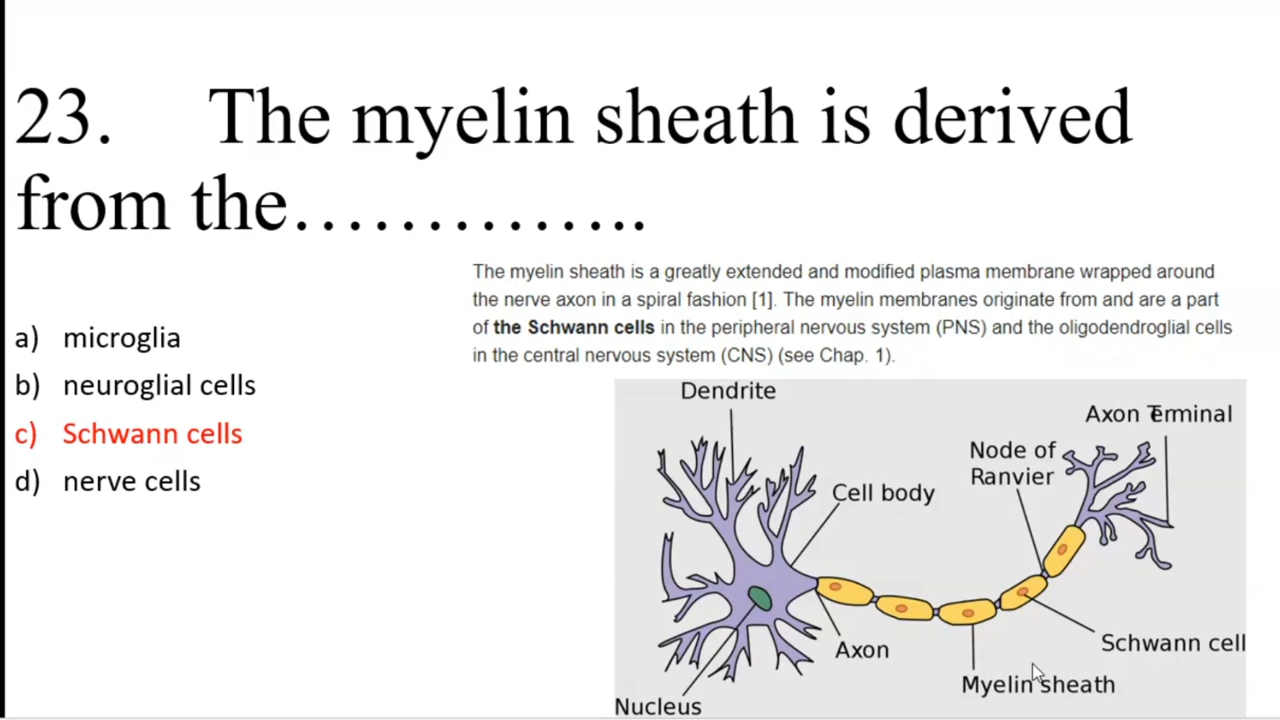 23. The myelin sheath is derived
from the…………..
The myelin sheath is a greatly extended and modified plasma membrane wrapped around
the nerve axon in a spiral fashion [1]. The myelin membranes originate from and are a part
of the Schwann cells in the peripheral nervous system (PNS) and the oligodendroglial cells
in the central nervous system (CNS) (see Chap. 1).
a) microglia
b) neuroglial cells
c) Schwann cells
d) nerve cells
Dendrite
Axon Terminal
Node of
Ranvier
Cell body
Axon
Schwann cell
Myelin sheath
Nucleus